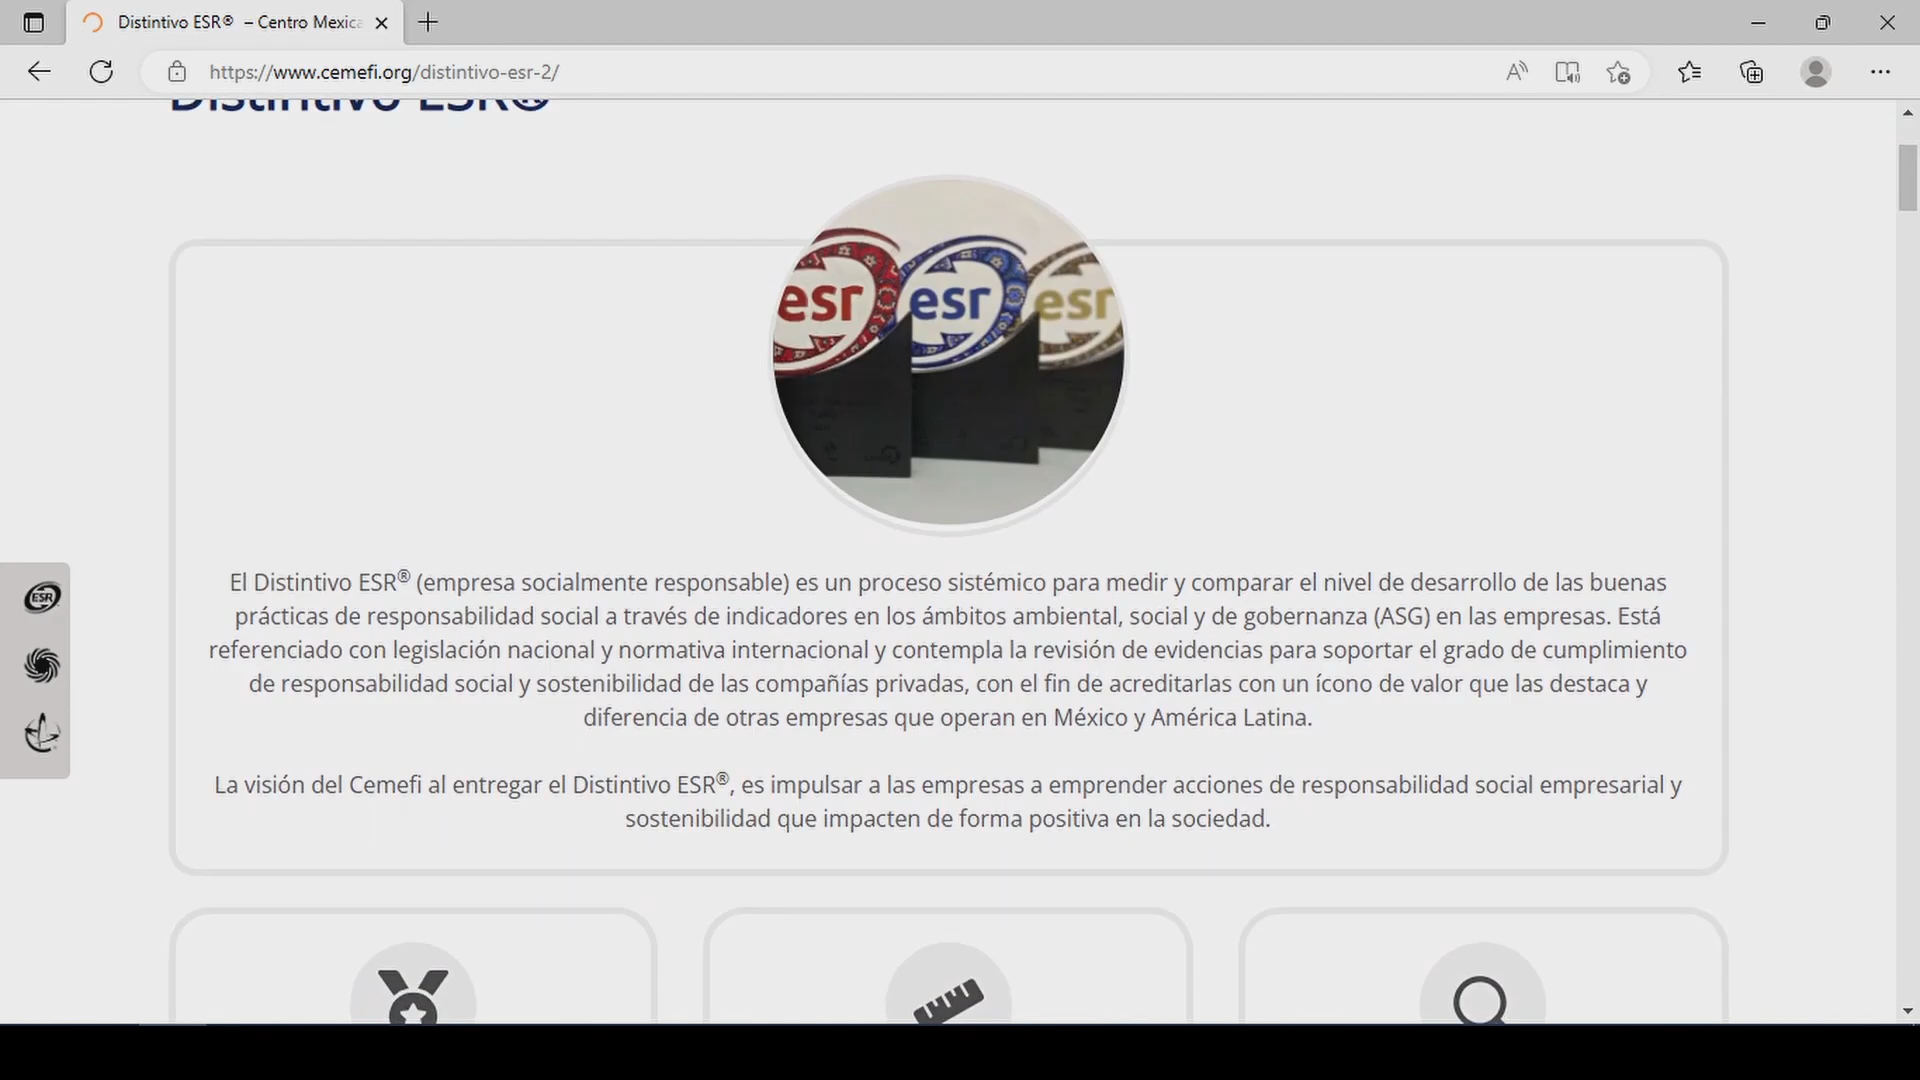 Distintivo ESR® – Centro Mexica
https://www.cemefi.org/distintivo-esr-2/
Distintivo ESR®
esr esr esr
El Distintivo ESR® (empresa socialmente responsable) es un proceso sistémico para medir y comparar el nivel de desarrollo de las buenas
prácticas de responsabilidad social a través de indicadores en los ámbitos ambiental, social y de gobernanza (ASG) en las empresas. Está
referenciado con legislación nacional y normativa internacional y contempla la revisión de evidencias para soportar el grado de cumplimiento
de responsabilidad social y sostenibilidad de las compañías privadas, con el fin de acreditarlas con un ícono de valor que las destaca y
diferencia de otras empresas que operan en México y América Latina.
ESR
La visión del Cemefi al entregar el Distintivo ESR®, es impulsar a las empresas a emprender acciones de responsabilidad social empresarial y
sostenibilidad que impacten de forma positiva en la sociedad.